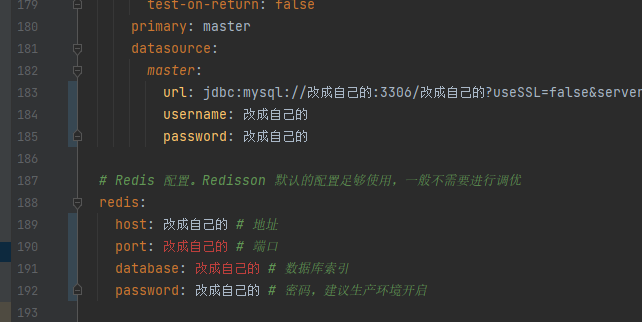 179 test-on-return: false
180 primary: master
181 datasource:
182 master:
183 url: jdbc:mysql://改成自己的:3306/改成自己的?useSSL=false&server
184 username: 改成自己的
185 password: 改成自己的
186
187 # Redis 配置。Redisson 默认的配置足够使用，一般不需要进行调优
188 redis:
189 host: 改成自己的 # 地址
190 port: 改成自己的 # 端口
191 database: 改成自己的 # 数据库索引
192 password: 改成自己的 # 密码，建议生产环境开启
193